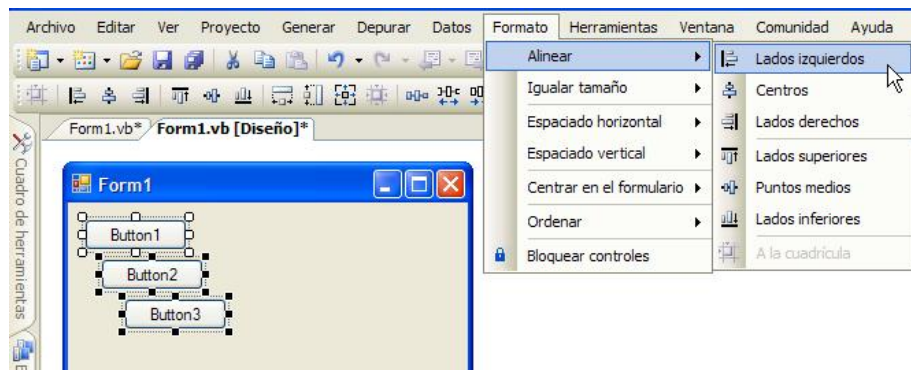 Archivo Editar Ver Proyecto Generar Depurar Datos Formato Herramientas Ventana Comunidad Ayuda
Alinear
Igualar tamaño
Espaciado horizontal
Espaciado vertical
Centrar en el formulario
Ordenar
Bloquear controles
Lados izquierdos
Centros
Lados derechos
Lados superiores
Puntos medios
Lados inferiores
A la cuadrícula
Form1.vb* Form1.vb [Diseño]*
Cuadro de herramientas
Form1
Button1
Button2
Button3